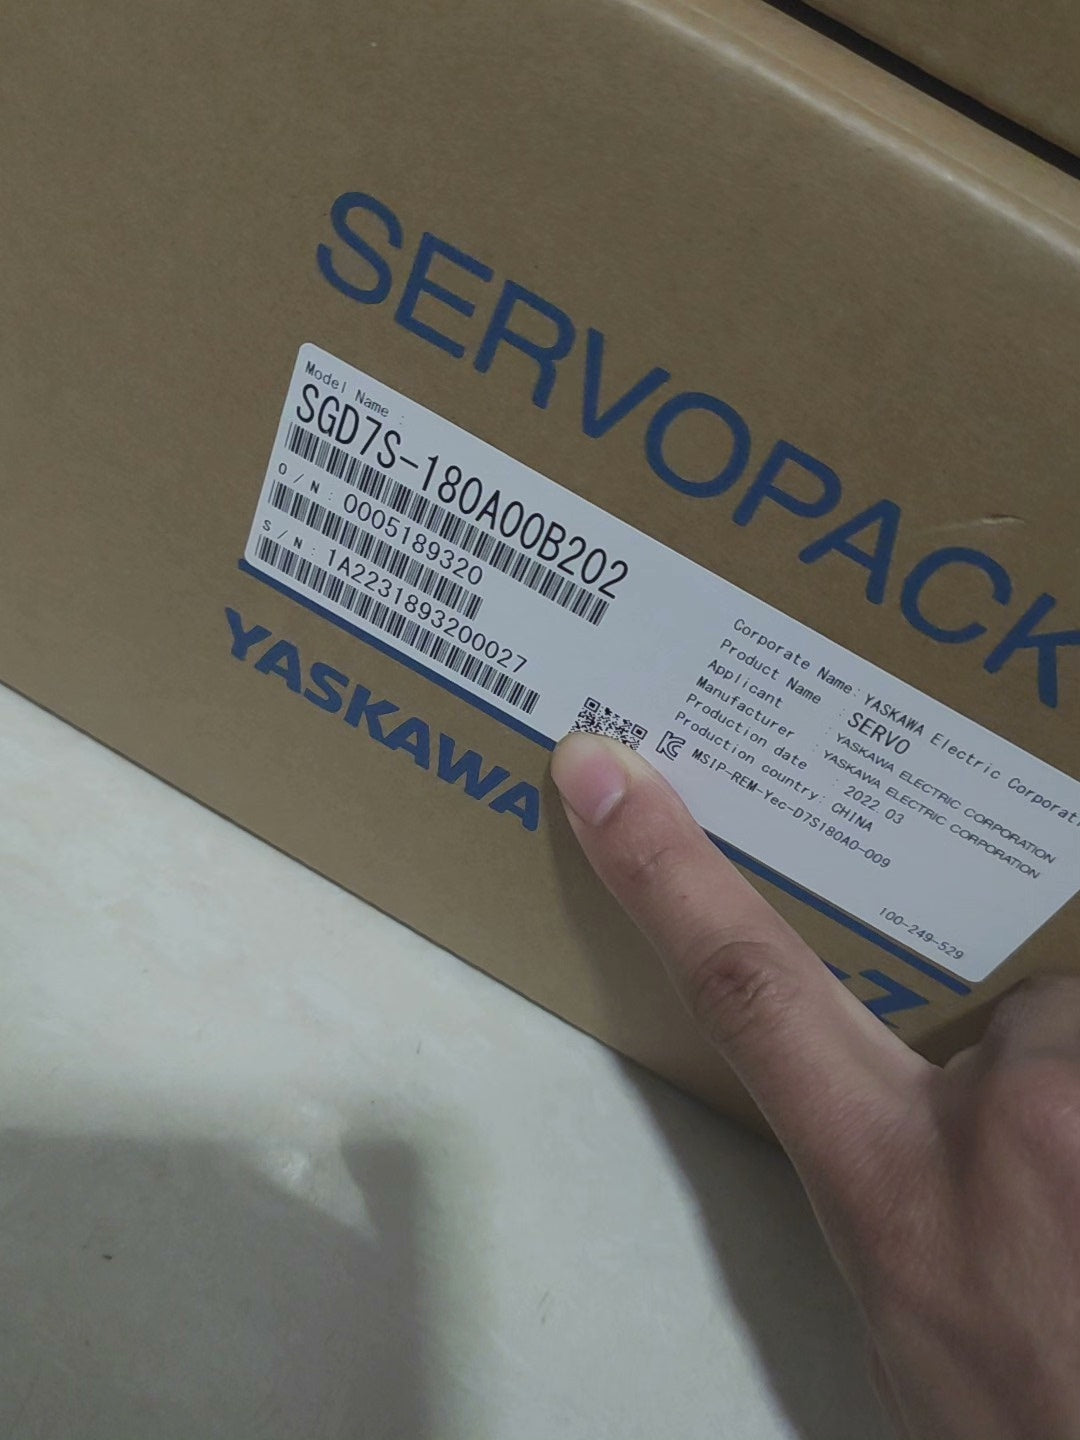 SERVOPACK
Model Name :
SGD7S-180A00B202
O/N: 0005189320
S/N: 1A2231893200027
YASKAWA
Corporate Name: YASKAWA Electric Corporati
Product Name : SERVO
Applicant : YASKAWA ELECTRIC CORPORATION
Manufacturer : YASKAWA ELECTRIC CORPORATION
Production date : 2022.03
Production country: CHINA
MSIP-REM-Yec-D7S180A0-009
100-249-529